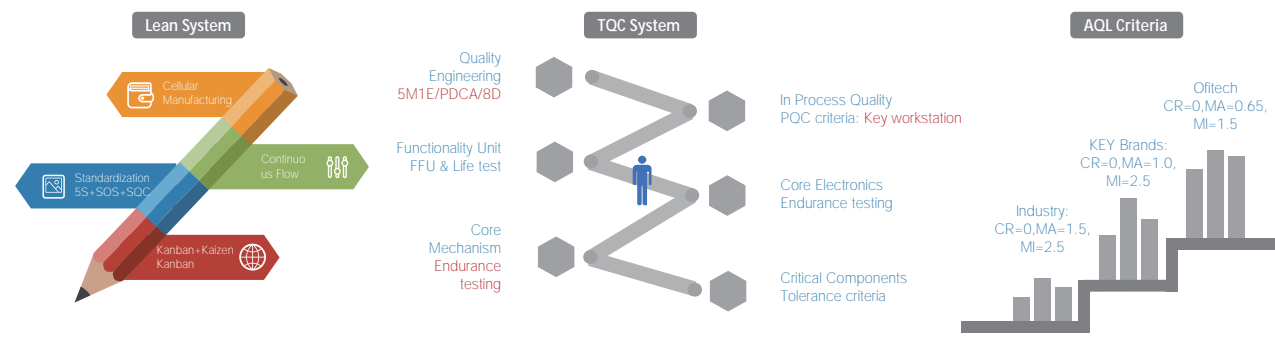 Lean System
Cellular
Manufacturing
Continuo
us Flow
Standardization
5S+SOS+SQC
Kanban+Kaizen
Kanban
TQC System
Quality
Engineering
5M1E/PDCA/8D
In Process Quality
PQC criteria: Key workstation
Functionality Unit
FFU & Life test
Core Electronics
Endurance testing
Core
Mechanism
Endurance
testing
Critical Components
Tolerance criteria
AQL Criteria
Ofitech
CR=0,MA=0.65,
MI=1.5
KEY Brands:
CR=0,MA=1.0,
MI=2.5
Industry:
CR=0,MA=1.5,
MI=2.5